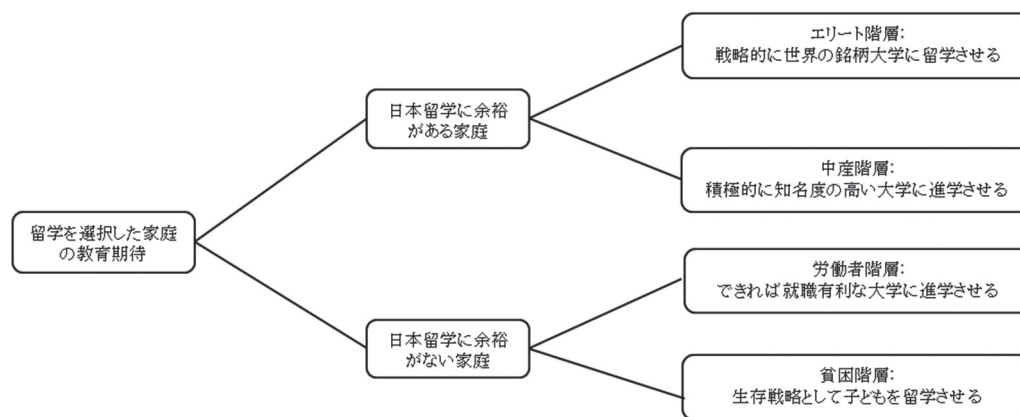 エリート階層：
戦略的に世界の銘柄大学に留学させる
日本留学に余裕
がある家庭
中産階層：
積極的に知名度の高い大学に進学させる
留学を選択した家庭
の教育期待
労働者階層：
できれば就職有利な大学に進学させる
日本留学に余裕
がない家庭
貧困階層：
生存戦略として子どもを留学させる